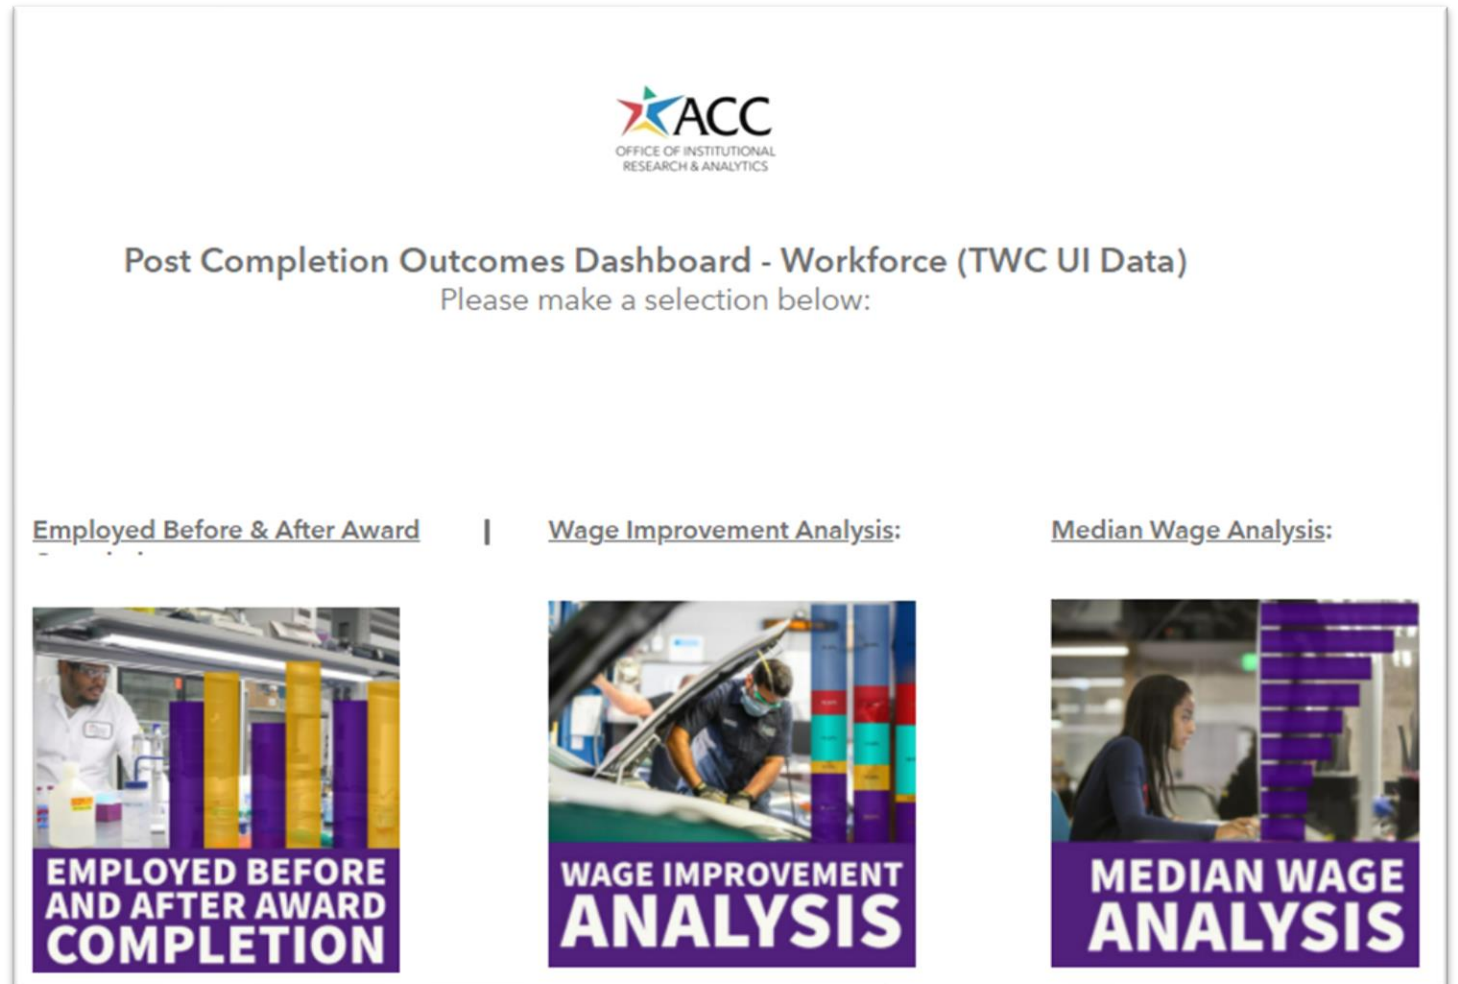 ACC
OFFICE OF INSTITUTIONAL
RESEARCH & ANALYTICS
Post Completion Outcomes Dashboard - Workforce (TWC UI Data)
Please make a selection below:
Employed Before & After Award |
Wage Improvement Analysis:
Median Wage Analysis:
EMPLOYED BEFORE
AND AFTER AWARD
COMPLETION
WAGE IMPROVEMENT
ANALYSIS
MEDIAN WAGE
ANALYSIS